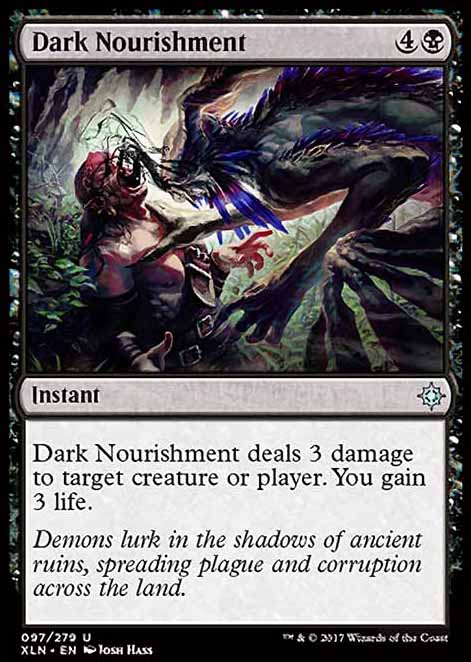 Dark Nourishment 4
Instant
Dark Nourishment deals 3 damage
to target creature or player. You gain
3 life.
Demons lurk in the shadows of ancient
ruins, spreading plague and corruption
across the land.
097/279 U
XLN • EN Josh Hass
™ & © 2017 Wizards of the Coast